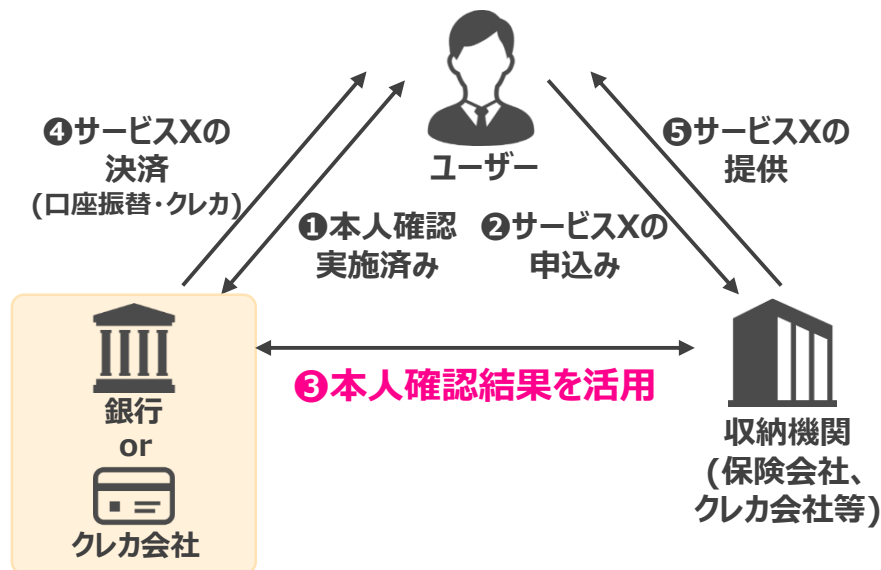 ユーザー
❹サービスXの
決済
(口座振替・クレカ)
❶本人確認
実施済み
❷サービスXの
申込み
❺サービスXの
提供
❸本人確認結果を活用
銀行
or
クレカ会社
収納機関
(保険会社、
クレカ会社等)